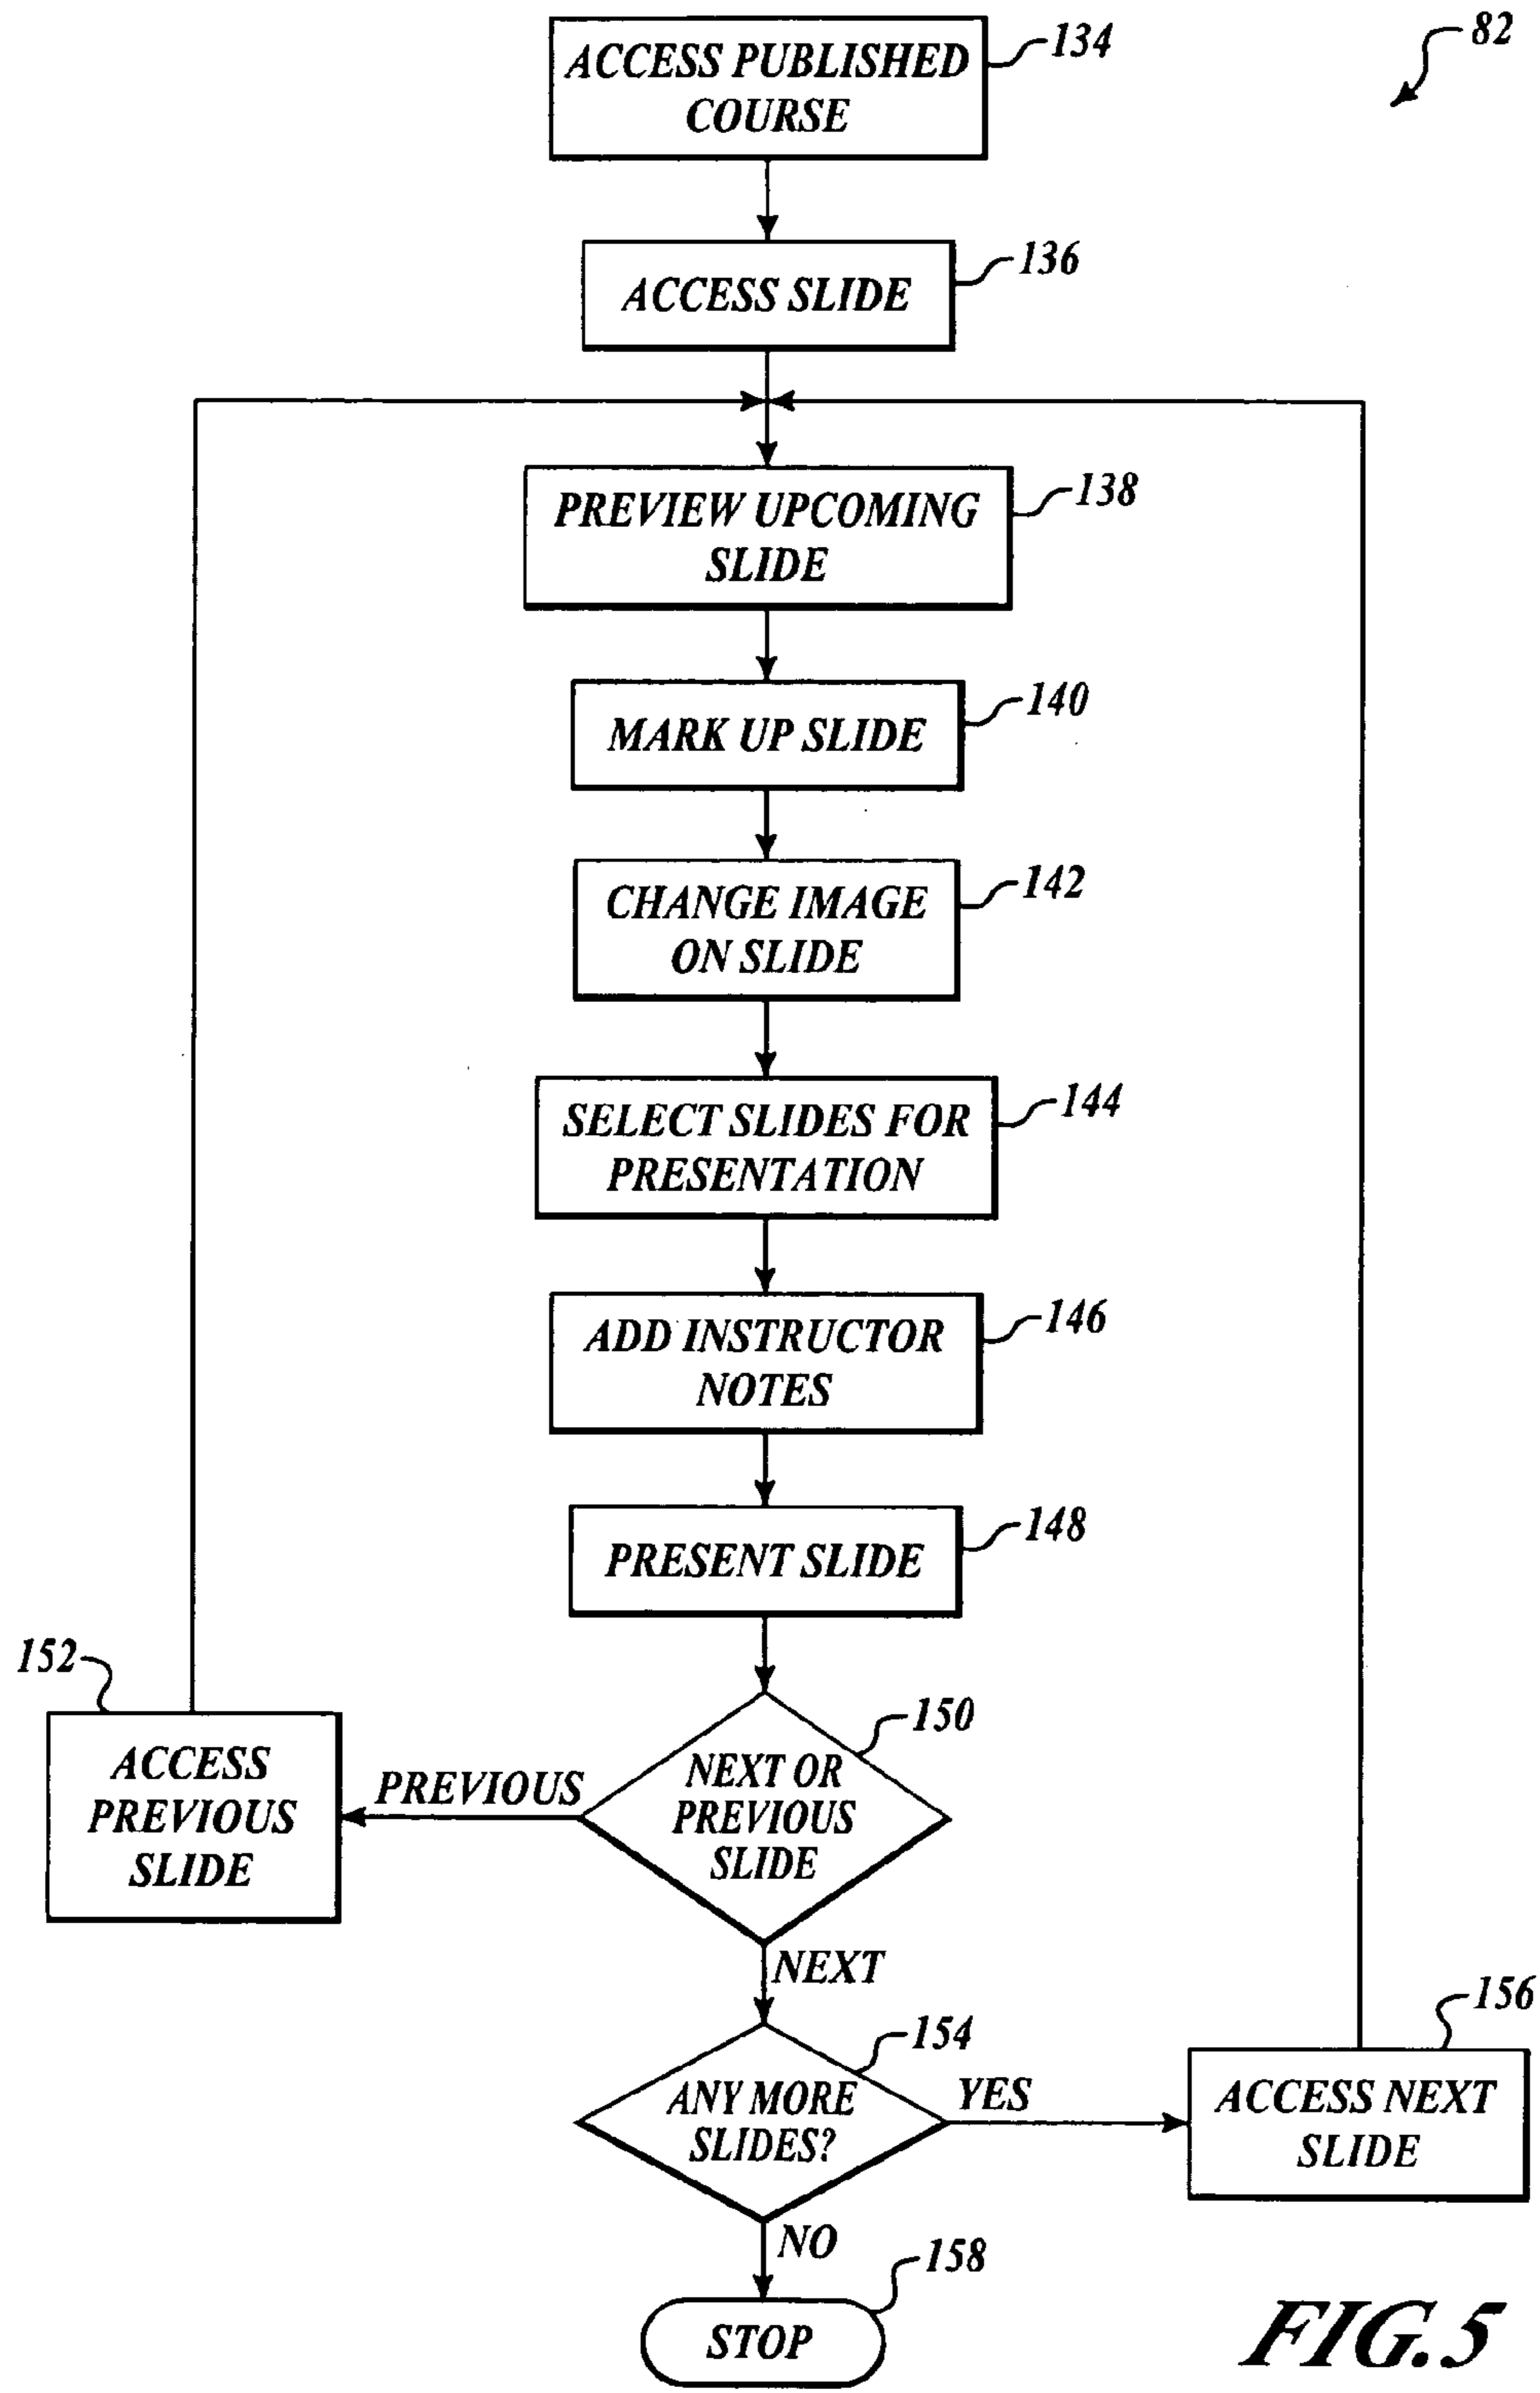 82
ACCESS PUBLISHED
COURSE
134
ACCESS SLIDE
136
PREVIEW UPCOMING
SLIDE
138
MARK UP SLIDE
140
CHANGE IMAGE
ON SLIDE
142
SELECT SLIDES FOR
PRESENTATION
144
ADD INSTRUCTOR
NOTES
146
PRESENT SLIDE
148
NEXT OR
PREVIOUS
SLIDE
150
PREVIOUS
152
ACCESS
PREVIOUS
SLIDE
NEXT
ANY MORE
SLIDES?
154
YES
156
ACCESS NEXT
SLIDE
NO
STOP
158
FIG.5